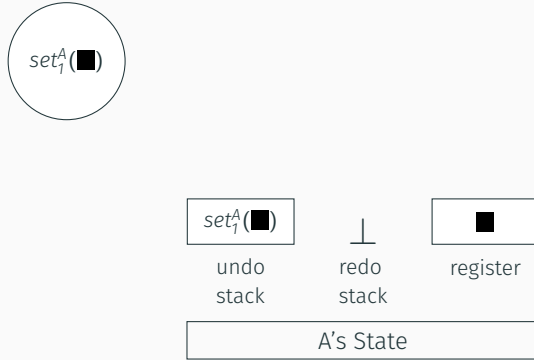 set₁ᴬ(■)
set₁ᴬ(■) ⊥ ■
undo stack
redo stack
register
A's State